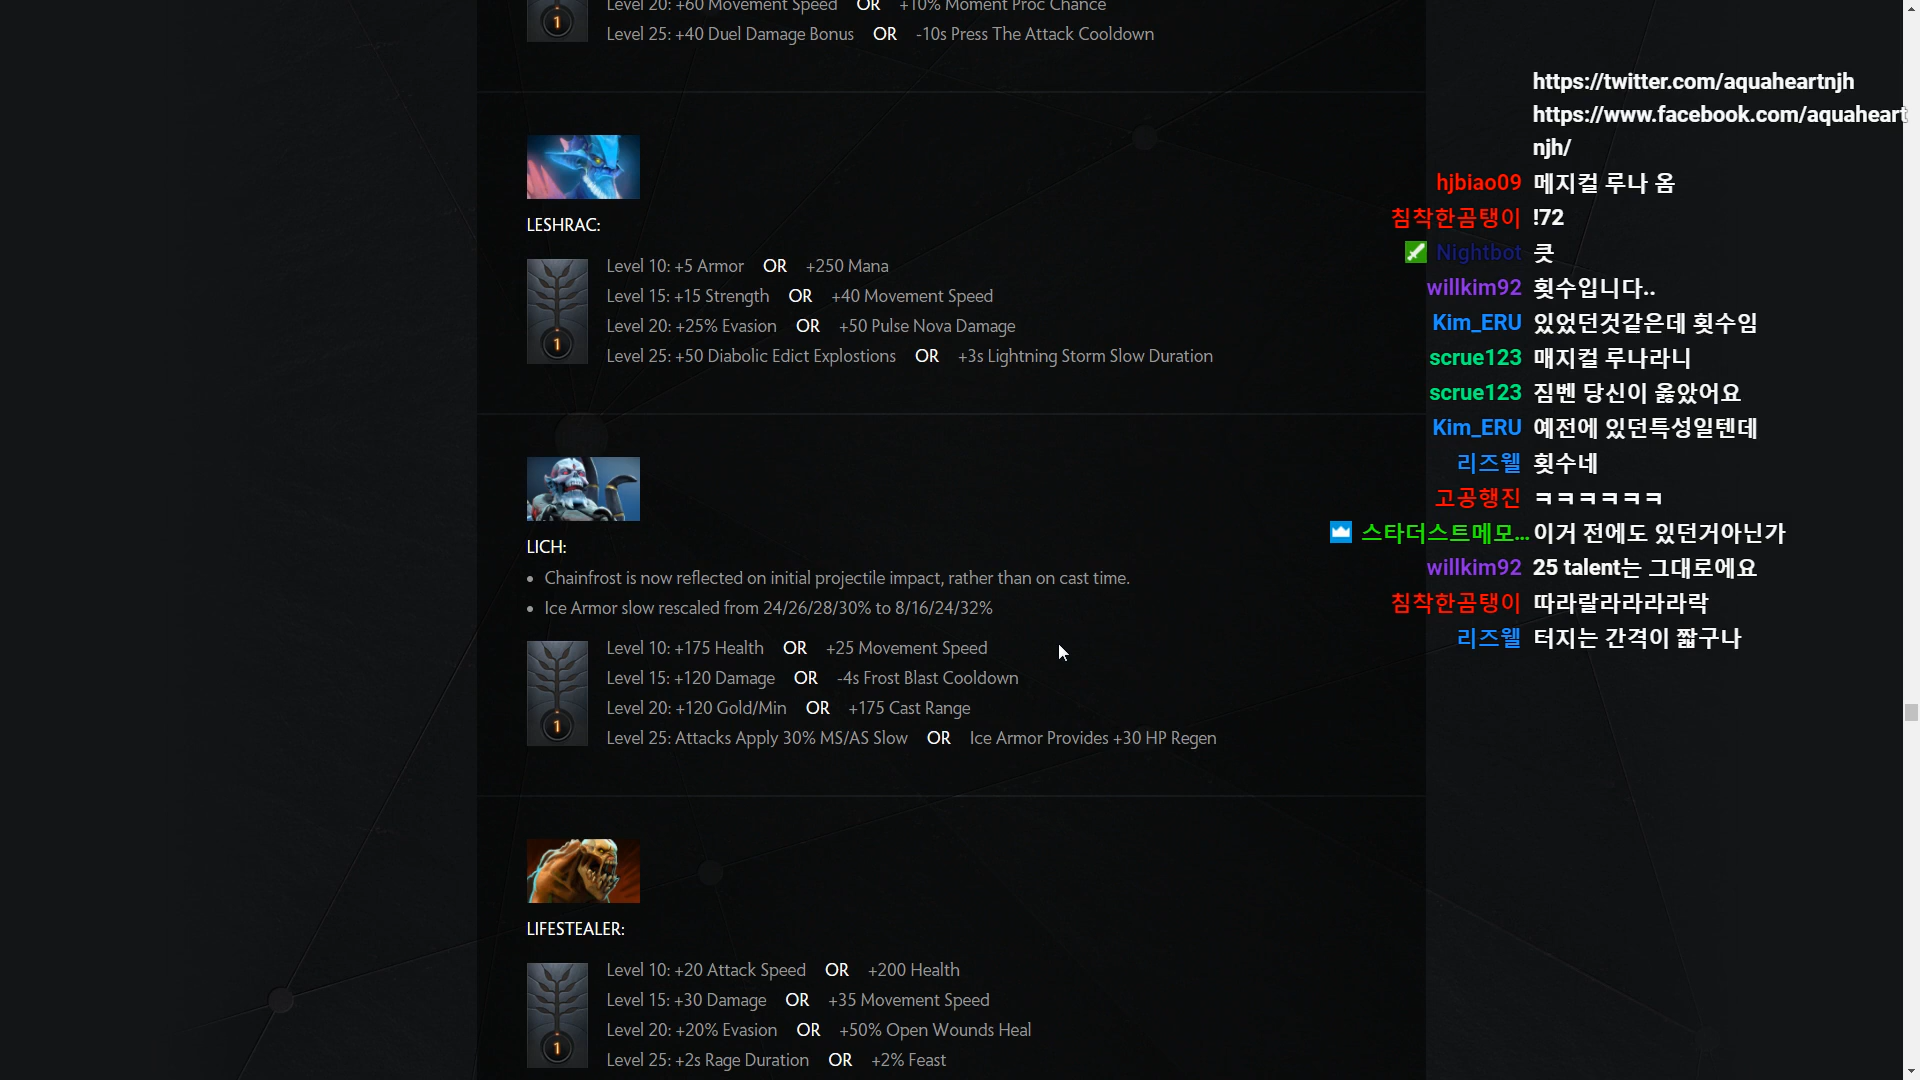 Level 20: +60 Movement Speed OR +10% Moment Proc Chance
Level 25: +40 Duel Damage Bonus OR -10s Press The Attack Cooldown
LESHRAC:
Level 10: +5 Armor OR +250 Mana
Level 15: +15 Strength OR +40 Movement Speed
Level 20: +25% Evasion OR +50 Pulse Nova Damage
Level 25: +50 Diabolic Edict Explostions OR +3s Lightning Storm Slow Duration
1
LICH:
Chainfrost is now reflected on initial projectile impact, rather than on cast time.
Ice Armor slow rescaled from 24/26/28/30% to 8/16/24/32%
Level 10: +175 Health OR +25 Movement Speed
Level 15: +120 Damage OR -4s Frost Blast Cooldown
Level 20: +120 Gold/Min OR +175 Cast Range
Level 25: Attacks Apply 30% MS/AS Slow OR Ice Armor Provides +30 HP Regen
1
LIFESTEALER:
Level 10: +20 Attack Speed OR +200 Health
Level 15: +30 Damage OR +35 Movement Speed
Level 20: +20% Evasion OR +50% Open Wounds Heal
Level 25: +2s Rage Duration OR +2% Feast
1
1
https://twitter.com/aquaheartnjh
https://www.facebook.com/aquaheart
njh/
hjbiao09 메지컬 루나 옴
침착한곰탱이 !72
Nightbot 큿
willkim92 횟수입니다..
Kim_ERU 있었던것같은데 횟수임
scrue123 매지컬 루나라니
scrue123 짐벤 당신이 옳았어요
Kim_ERU 예전에 있던특성일텐데
리즈웰 횟수네
고공행진 ㅋㅋㅋㅋㅋㅋ
스타더스트메모... 이거 전에도 있던거아닌가
willkim92 25 talent는 그대로에요
침착한곰탱이 따라랄라라라라락
리즈웰 터지는 간격이 짧구나